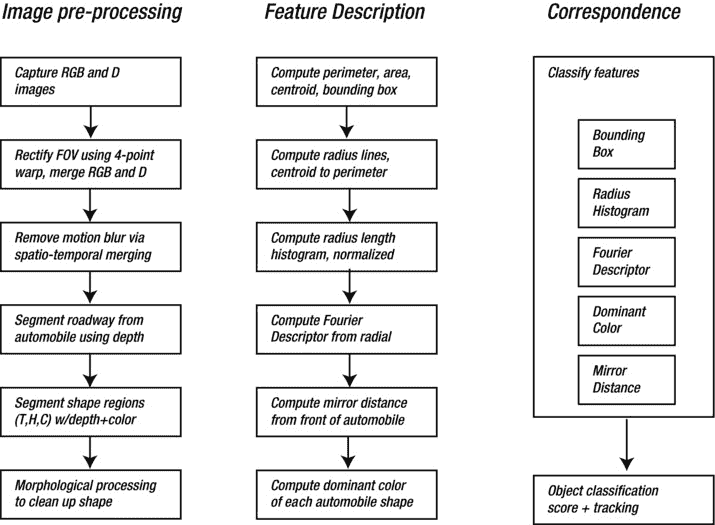 Image pre-processing
Capture RGB and D
images
Rectify FOV using 4-point
warp, merge RGB and D
Remove motion blur via
spatio-temporal merging
Segment roadway from
automobile using depth
Segment shape regions
(T,H,C) w/depth+color
Morphological processing
to clean up shape
Feature Description
Compute perimeter, area,
centroid, bounding box
Compute radius lines,
centroid to perimeter
Compute radius length
histogram, normalized
Compute Fourier
Descriptor from radial
Compute mirror distance
from front of automobile
Compute dominant color
of each automobile shape
Correspondence
Classify features
Bounding
Box
Radius
Histogram
Fourier
Descriptor
Dominant
Color
Mirror
Distance
Object classification
score + tracking